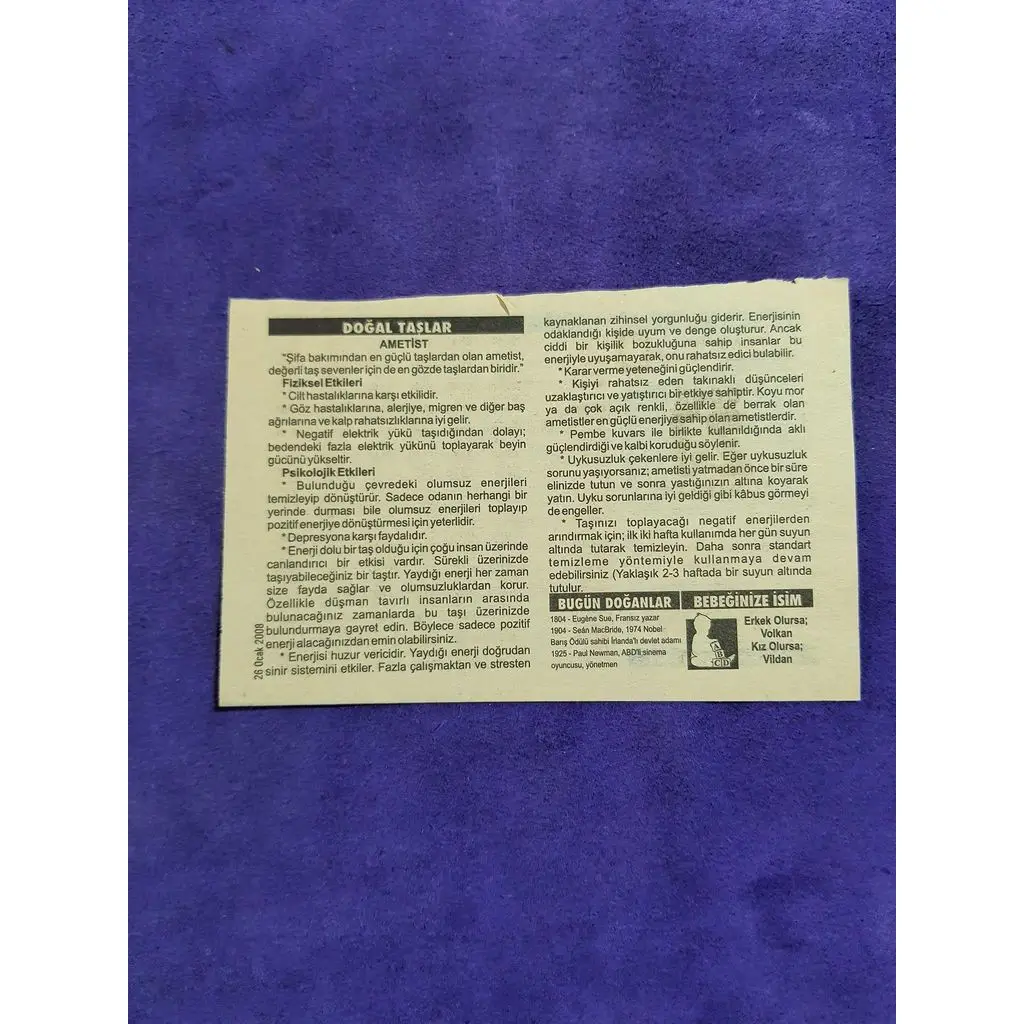 DOĞAL TAŞLAR
AMETİST
"Şifa bakımından en güçlü taşlardan olan ametist,
değerli taş sevenler için de en gözde taşlardan biridir."
Fiziksel Etkileri
* Cilt hastalıklarına karşı etkilidir.
* Göz hastalıklarına, alerjiye, migren ve diğer baş
ağrılarına ve kalp rahatsızlıklarına iyi gelir.
* Negatif elektrik yükü taşıdığından dolayı;
bedendeki fazla elektrik yükünü toplayarak beyin
gücünü yükseltir.
Psikolojik Etkileri
* Bulunduğu çevredeki olumsuz enerjileri
temizleyip dönüştürür. Sadece odanın herhangi bir
yerinde durması bile olumsuz enerjileri toplayıp
pozitif enerjiye dönüştürmesi için yeterlidir.
* Depresyona karşı faydalıdır.
* Enerji dolu bir taş olduğu için çoğu insan üzerinde
canlandırıcı bir etkisi vardır. Sürekli üzerinizde
taşıyabileceğiniz bir taştır. Yaydığı enerji her zaman
size fayda sağlar ve olumsuzluklardan korur.
Özellikle düşman tavırlı insanların arasında
bulunacağınız zamanlarda bu taşı üzerinizde
bulundurmaya gayret edin. Böylece sadece pozitif
enerji alacağınızdan emin olabilirsiniz.
* Enerjisi huzur vericidir. Yaydığı enerji doğrudan
sinir sistemini etkiler. Fazla çalışmaktan ve stresten
26 Ocak 2008
kaynaklanan zihinsel yorgunluğu giderir. Enerjisinin
odaklandığı kişide uyum ve denge oluşturur. Ancak
ciddi bir kişilik bozukluğuna sahip insanlar bu
enerjiyle uyuşamayarak, onu rahatsız edici bulabilir.
* Karar verme yeteneğini güçlendirir.
* Kişiyi rahatsız eden takınaklı düşünceleri
uzaklaştırıcı ve yatıştırıcı bir etkiye sahiptir. Koyu mor
ya da çok açık renkli, özellikle de berrak olan
ametistler en güçlü enerjiye sahip olan ametistlerdir.
* Pembe kuvars ile birlikte kullanıldığında aklı
güçlendirdiği ve kalbi koruduğu söylenir.
* Uykusuzluk çekenlere iyi gelir. Eğer uykusuzluk
sorunu yaşıyorsanız; ametisti yatmadan önce bir süre
elinizde tutun ve sonra yastığınızın altına koyarak
yatın. Uyku sorunlarına iyi geldiği gibi kâbus görmeyi
de engeller.
* Taşınızı toplayacağı negatif enerjilerden
arındırmak için; ilk iki hafta kullanımda her gün suyun
altında tutarak temizleyin. Daha sonra standart
temizleme yöntemiyle kullanmaya devam
edebilirsiniz (Yaklaşık 2-3 haftada bir suyun altında
tutulur.
BUGÜN DOĞANLAR
1804 - Eugène Sue, Fransız yazar
1904 - Seán MacBride, 1974 Nobel
Barış Ödülü sahibi İrlanda'lı devlet adamı
1925 - Paul Newman, ABD'li sinema
oyuncusu, yönetmen
BEBEĞİNİZE İSİM
A
B
C D
Erkek Olursa;
Volkan
Kız Olursa;
Vildan